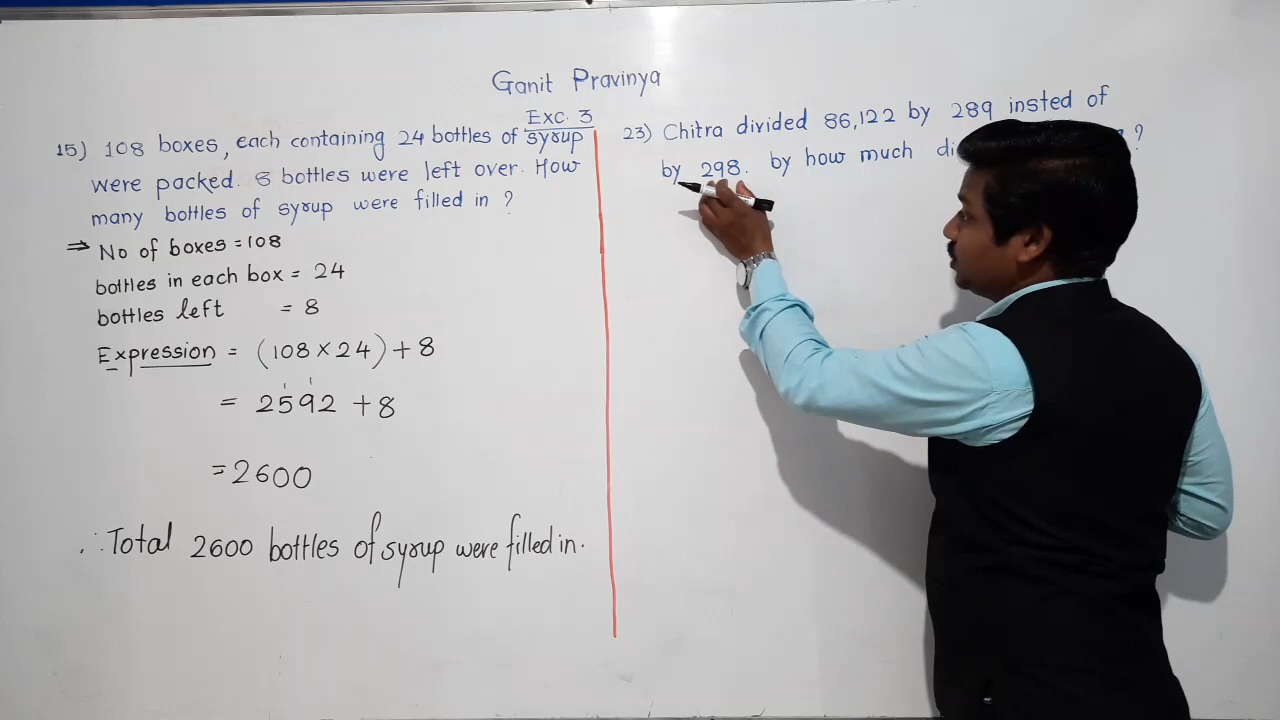 Ganit Pravinya
Exc. 3
15) 108 boxes, each containing 24 bottles of syrup
were packed. 8 bottles were left over. How
many bottles of syrup were filled in ?
⇒ No of boxes = 108
bottles in each box = 24
bottles left = 8
Expression = (108 × 24) + 8
= 2592 + 8
= 2600
∴ Total 2600 bottles of syrup were filled in.
23) Chitra divided 86,122 by 289 insted of
by 298. by how much ?